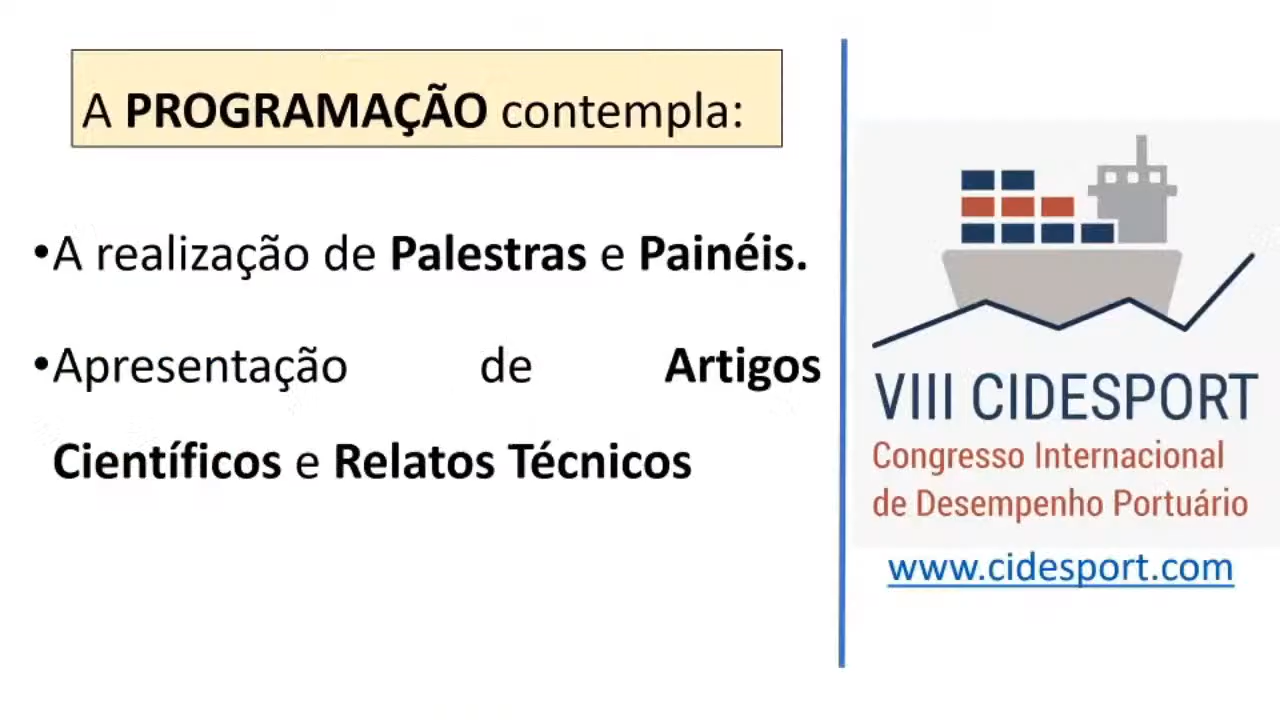 A PROGRAMAÇÃO contempla:
•A realização de Palestras e Painéis.
•Apresentação de Artigos
Científicos e Relatos Técnicos
VIII CIDESPORT
Congresso Internacional
de Desempenho Portuário
www.cidesport.com